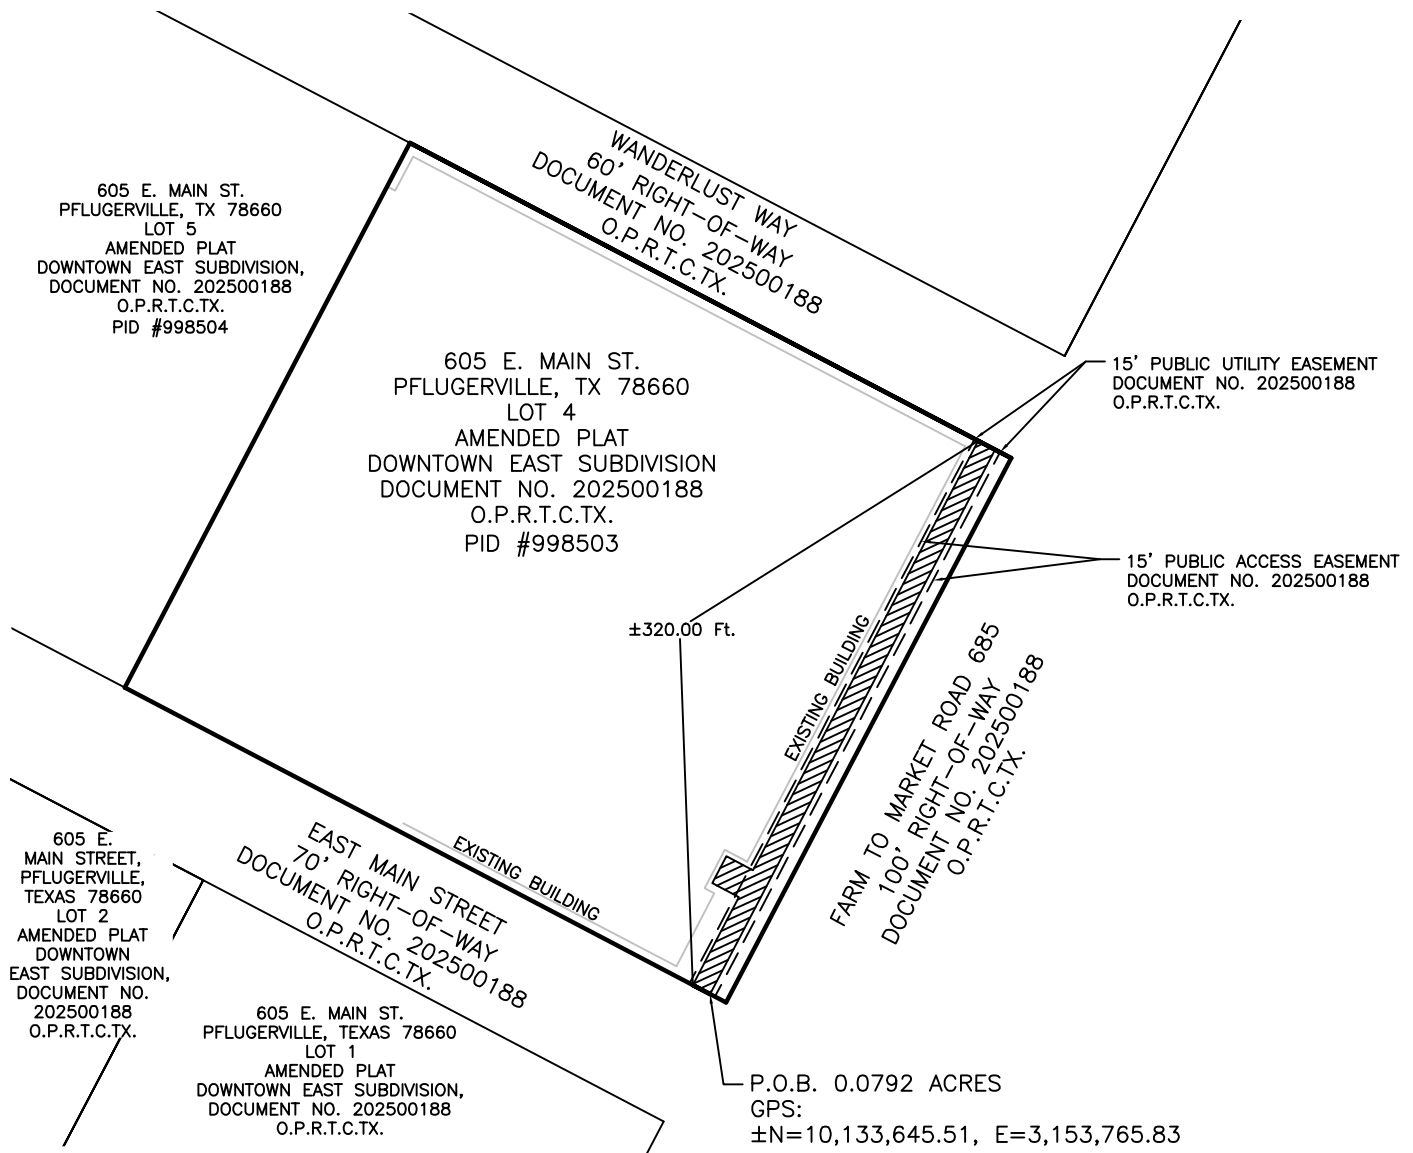 WANDERLUST WAY
60' RIGHT-OF-WAY
DOCUMENT NO. 202500188
O.P.R.T.C.TX.
605 E. MAIN ST.
PFLUGERVILLE, TX 78660
LOT 5
AMENDED PLAT
DOWNTOWN EAST SUBDIVISION,
DOCUMENT NO. 202500188
O.P.R.T.C.TX.
PID #998504
605 E. MAIN ST.
PFLUGERVILLE, TX 78660
LOT 4
AMENDED PLAT
DOWNTOWN EAST SUBDIVISION
DOCUMENT NO. 202500188
O.P.R.T.C.TX.
PID #998503
15' PUBLIC UTILITY EASEMENT
DOCUMENT NO. 202500188
O.P.R.T.C.TX.
15' PUBLIC ACCESS EASEMENT
DOCUMENT NO. 202500188
O.P.R.T.C.TX.
±320.00 Ft.
EXISTING BUILDING
FARM TO MARKET ROAD 685
100' RIGHT-OF-WAY
DOCUMENT NO. 202500188
O.P.R.T.C.TX.
EXISTING BUILDING
EAST MAIN STREET
70' RIGHT-OF-WAY
DOCUMENT NO. 202500188
O.P.R.T.C.TX.
605 E.
MAIN STREET,
PFLUGERVILLE,
TEXAS 78660
LOT 2
AMENDED PLAT
DOWNTOWN
EAST SUBDIVISION,
DOCUMENT NO.
202500188
O.P.R.T.C.TX.
605 E. MAIN ST.
PFLUGERVILLE, TEXAS 78660
LOT 1
AMENDED PLAT
DOWNTOWN EAST SUBDIVISION,
DOCUMENT NO. 202500188
O.P.R.T.C.TX.
P.O.B. 0.0792 ACRES
GPS:
±N=10,133,645.51, E=3,153,765.83